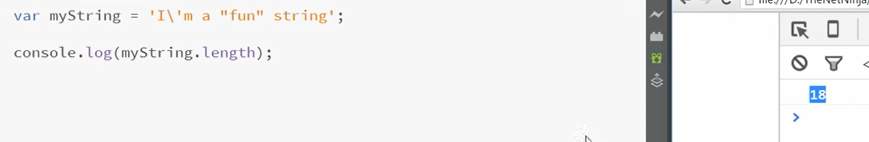 var myString = 'I\'m a "fun" string';
console.log(myString.length);
18